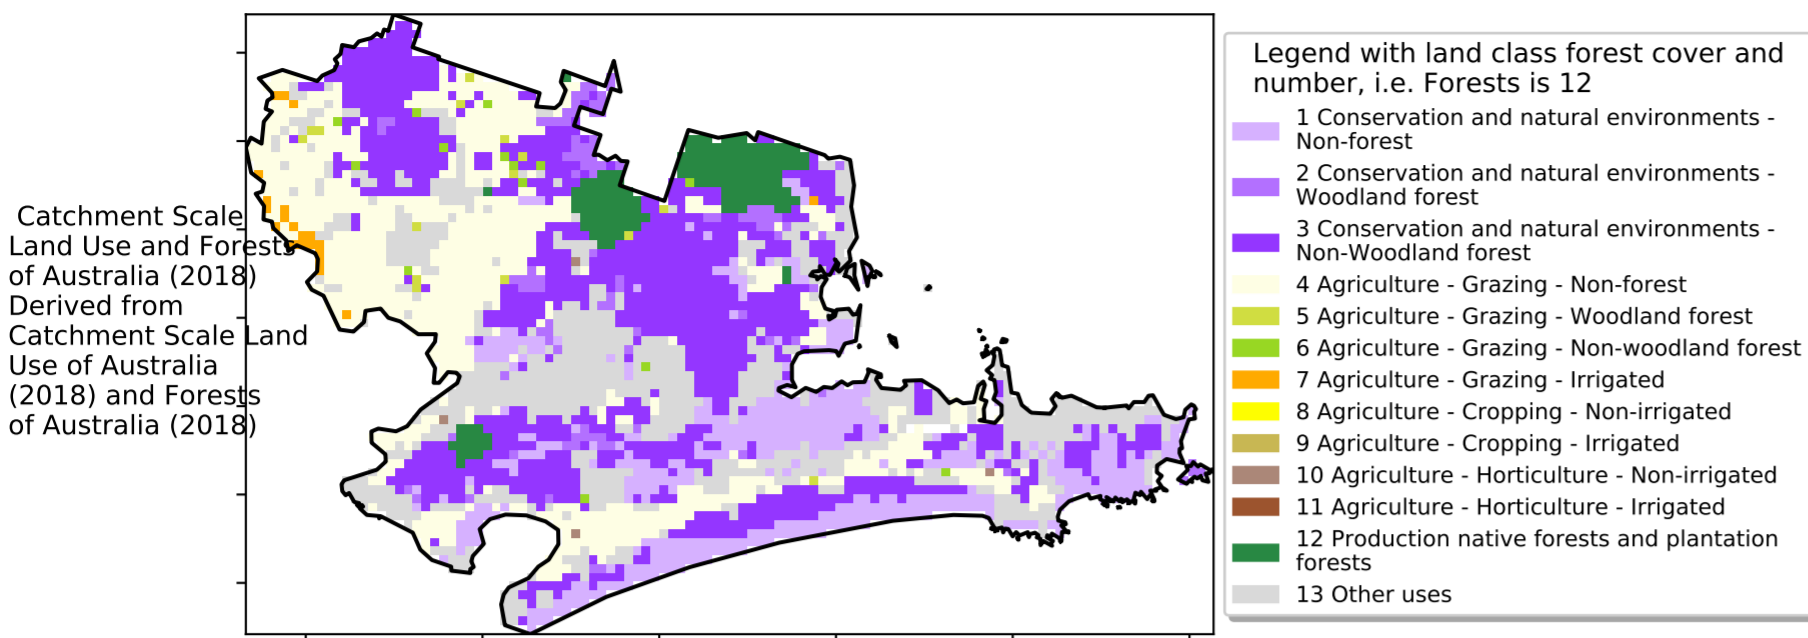 Catchment Scale
Land Use and Forests
of Australia (2018)
Derived from
Catchment Scale Land
Use of Australia
(2018) and Forests
of Australia (2018)
Legend with land class forest cover and
number, i.e. Forests is 12
1 Conservation and natural environments -
Non-forest
2 Conservation and natural environments -
Woodland forest
3 Conservation and natural environments -
Non-Woodland forest
4 Agriculture - Grazing - Non-forest
5 Agriculture - Grazing - Woodland forest
6 Agriculture - Grazing - Non-woodland forest
7 Agriculture - Grazing - Irrigated
8 Agriculture - Cropping - Non-irrigated
9 Agriculture - Cropping - Irrigated
10 Agriculture - Horticulture - Non-irrigated
11 Agriculture - Horticulture - Irrigated
12 Production native forests and plantation
forests
13 Other uses